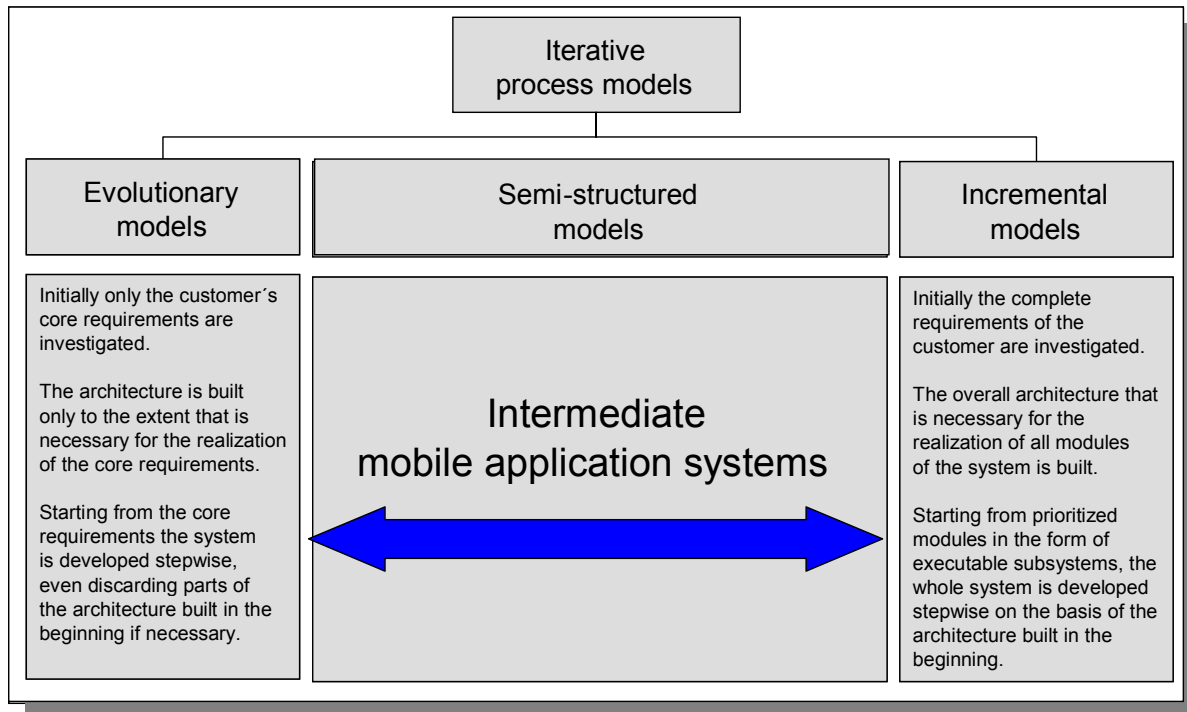 Iterative
process models
Evolutionary
models
Semi-structured
models
Incremental
models
Initially only the customer´s
core requirements are
investigated.
The architecture is built
only to the extent that is
necessary for the realization
of the core requirements.
Starting from the core
requirements the system
is developed stepwise,
even discarding parts of
the architecture built in the
beginning if necessary.
Intermediate
mobile application systems
Initially the complete
requirements of the
customer are investigated.
The overall architecture that
is necessary for the
realization of all modules
of the system is built.
Starting from prioritized
modules in the form of
executable subsystems, the
whole system is developed
stepwise on the basis of the
architecture built in the
beginning.